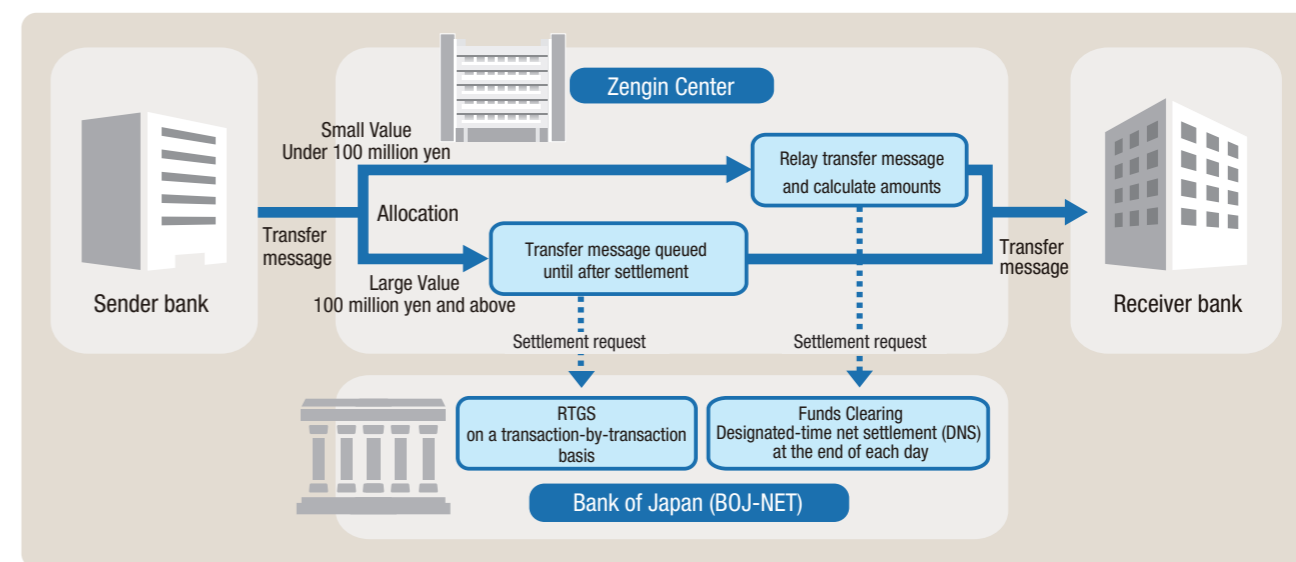 Zengin Center
Small Value
Under 100 million yen
Relay transfer message
and calculate amounts
Allocation
Transfer
message
Transfer message queued
until after settlement
Transfer
message
Large Value
100 million yen and above
Sender bank
Receiver bank
Settlement request
Settlement request
RTGS
on a transaction-by-transaction
basis
Funds Clearing
Designated-time net settlement (DNS)
at the end of each day
Bank of Japan (BOJ-NET)